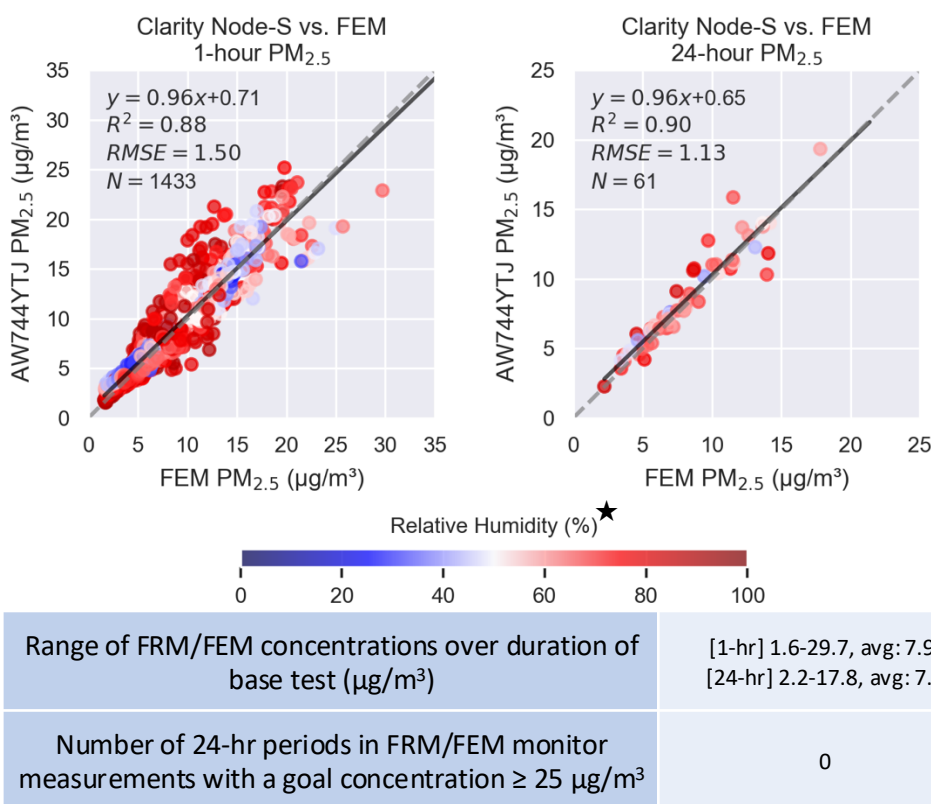 Clarity Node-S vs. FEM
1-hour PM₂.₅
35
30
25
20
15
10
5
0
y = 0.96x+0.71
R² = 0.88
RMSE = 1.50
N = 1433
AW744YTJ PM₂.₅ (µg/m³)
0 5 10 15 20 25 30 35
FEM PM₂.₅ (µg/m³)
Clarity Node-S vs. FEM
24-hour PM₂.₅
25
20
15
10
5
0
y = 0.96x+0.65
R² = 0.90
RMSE = 1.13
N = 61
AW744YTJ PM₂.₅ (µg/m³)
0 5 10 15 20 25
FEM PM₂.₅ (µg/m³)
Relative Humidity (%)★
0 20 40 60 80 100
Range of FRM/FEM concentrations over duration of
base test (µg/m³)
[1-hr] 1.6-29.7, avg: 7.9
[24-hr] 2.2-17.8, avg: 7.
Number of 24-hr periods in FRM/FEM monitor
measurements with a goal concentration ≥ 25 µg/m³
0